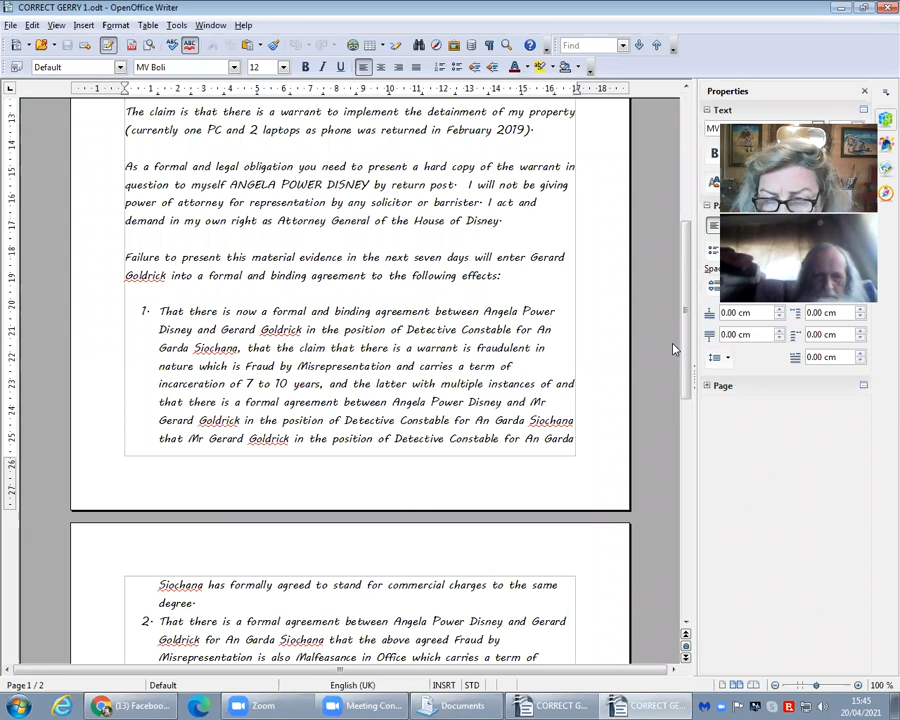 CORRECT GERRY 1.odt - OpenOffice Writer
File Edit View Insert Format Table Tools Window Help
Find
Default MV Boli 12 B I U
Properties
Text
MV
B
The claim is that there is a warrant to implement the detainment of my property
(currently one PC and 2 laptops as phone was returned in February 2019).
As a formal and legal obligation you need to present a hard copy of the warrant in
question to myself ANGELA POWER DISNEY by return post. I will not be giving
power of attorney for representation by any solicitor or barrister. I act and
demand in my own right as Attorney General of the House of Disney.
Failure to present this material evidence in the next seven days will enter Gerard
Goldrick into a formal and binding agreement to the following effects:
1. That there is now a formal and binding agreement between Angela Power
Disney and Gerard Goldrick in the position of Detective Constable for An
Garda Siochana, that the claim that there is a warrant is fraudulent in
nature which is Fraud by Misrepresentation and carries a term of
incarceration of 7 to 10 years, and the latter with multiple instances of and
that there is a formal agreement between Angela Power Disney and Mr
Gerard Goldrick in the position of Detective Constable for An Garda Siochana
that Mr Gerard Goldrick in the position of Detective Constable for An Garda
Siochana has formally agreed to stand for commercial charges to the same
degree.
2. That there is a formal agreement between Angela Power Disney and Gerard
Goldrick for An Garda Siochana that the above agreed Fraud by
Misrepresentation is also Malfeasance in Office which carries a term of
Spac
0.00 cm 0.00 cm
0.00 cm 0.00 cm
0.00 cm
Page
Page 1 / 2 Default English (UK) INSRT STD 100 %
(13) Faceboo... Zoom Meeting Con... Documents CORRECT G... CORRECT GE...
15:45
20/04/2021